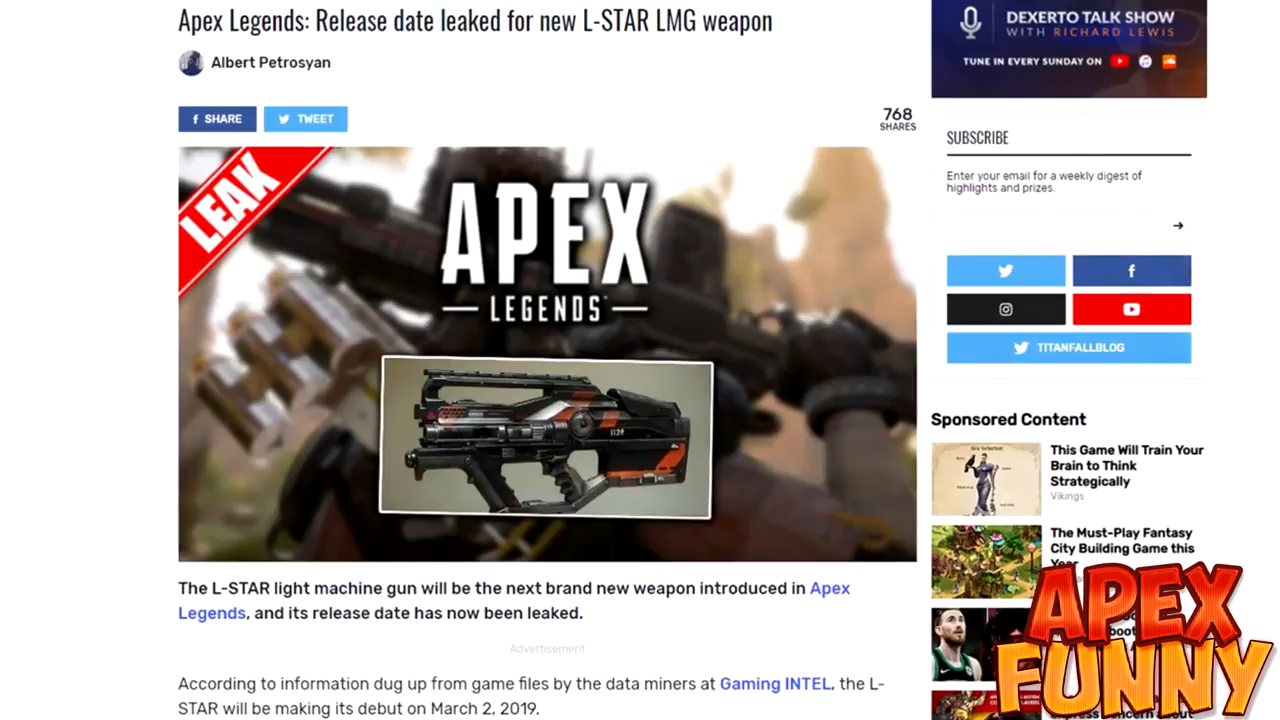 Apex Legends: Release date leaked for new L-STAR LMG weapon
Albert Petrosyan
SHARE
TWEET
768
SHARES
LEAK
APEX
LEGENDS
The L-STAR light machine gun will be the next brand new weapon introduced in Apex
Legends, and its release date has now been leaked.
Advertisement
According to information dug up from game files by the data miners at Gaming INTEL, the L-
STAR will be making its debut on March 2, 2019.
DEXERTO TALK SHOW
WITH RICHARD LEWIS
TUNE IN EVERY SUNDAY ON
SUBSCRIBE
Enter your email for a weekly digest of
highlights and prizes.
TITANFALLBLOG
Sponsored Content
This Game Will Train Your
Brain to Think
Strategically
Vikings
The Must-Play Fantasy
City Building Game this
Year
APEX
FUNNY